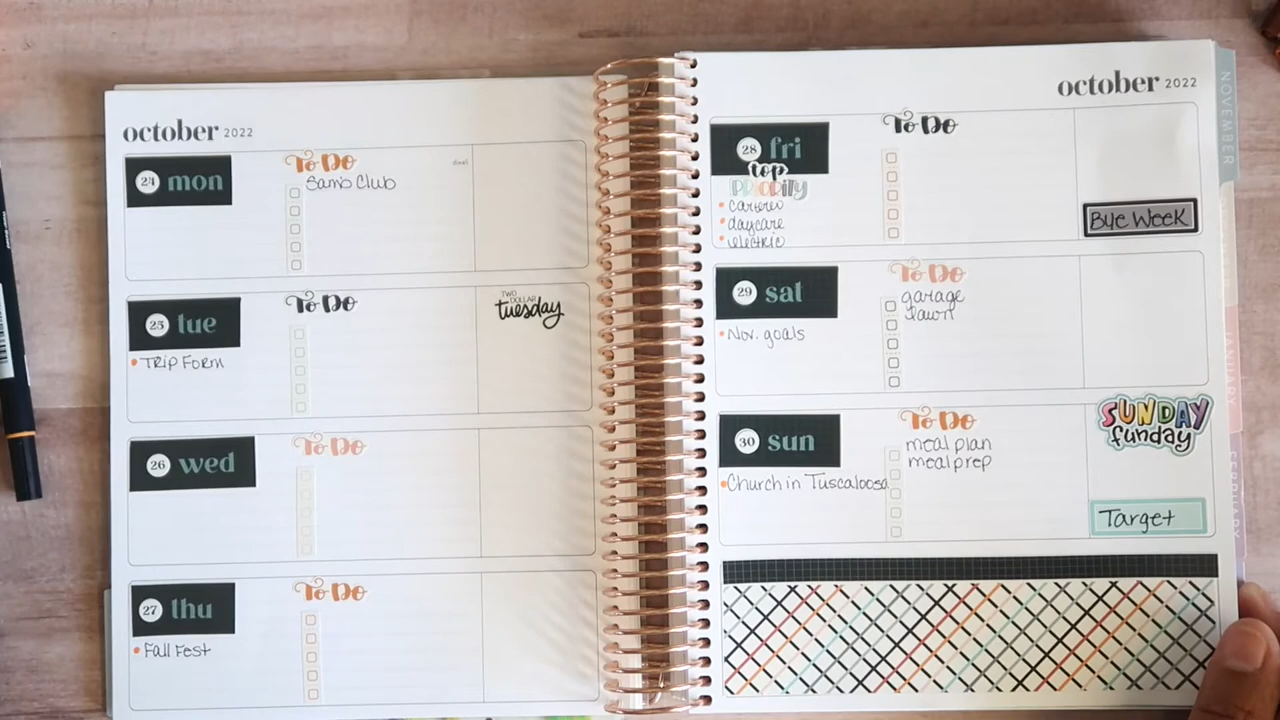 october 2022
24 mon
To Do
Sam's Club
25 tue
To Do
TWO DOLLAR tuesday
TRIP FORM
26 wed
To Do
27 thu
To Do
Fall Fest
october 2022
28 fri
To Do
top
PRIORITY
daycare
electric
Bye Week
29 sat
To Do
garage
lawn
Nov. goals
30 sun
To Do
meal plan
meal prep
Church in Tuscaloosa
SUNDAY
funday
Target
NOVEMBER
JANUARY
FEBRUARY